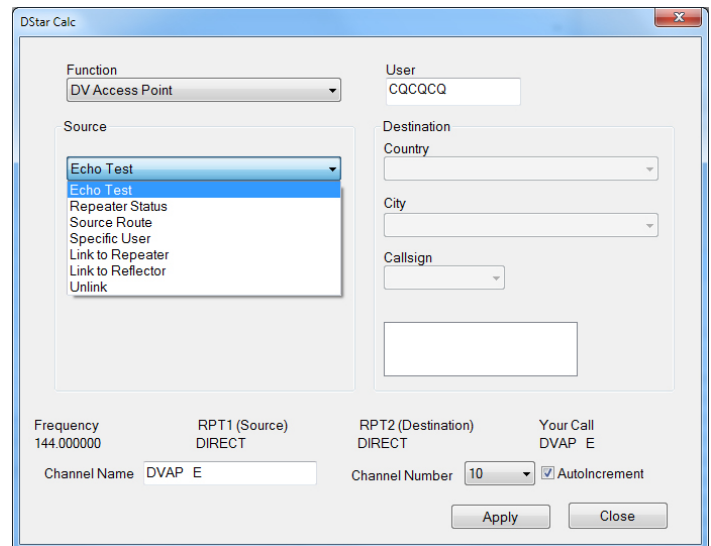 DStar Calc
Function
DV Access Point
User
CQCQCQ
Source
Echo Test
Echo Test
Repeater Status
Source Route
Specific User
Link to Repeater
Link to Reflector
Unlink
Destination
Country
City
Callsign
Frequency RPT1 (Source) RPT2 (Destination) Your Call
144.000000 DIRECT DIRECT DVAP E
Channel Name DVAP E Channel Number 10 AutoIncrement
Apply Close